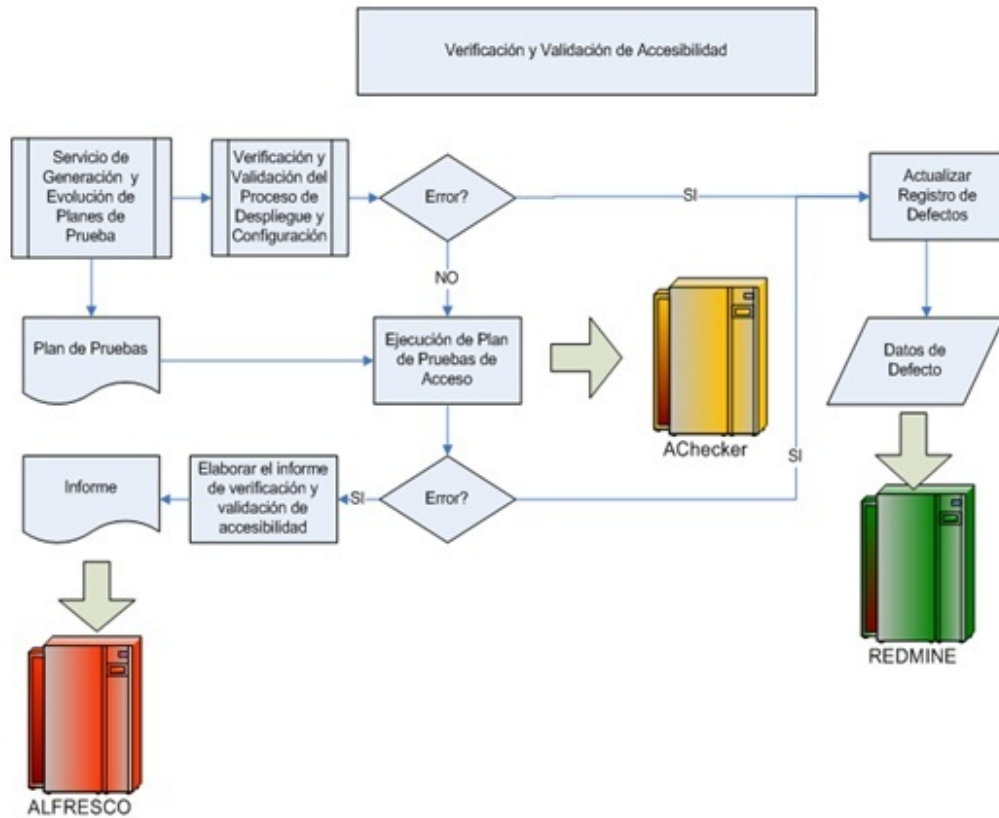 Verificación y Validación de Accesibilidad
Servicio de
Generación y
Evolución de
Planes de
Prueba
Verificación y
Validación del
Proceso de
Despliegue y
Configuración
Error?
SI
Actualizar
Registro de
Defectos
NO
Plan de Pruebas
Ejecución de Plan
de Pruebas de
Acceso
AChecker
Datos de
Defecto
SI
Informe
Elaborar el informe
de verificación y
validación de
accesibilidad
SI
Error?
REDMINE
ALFRESCO